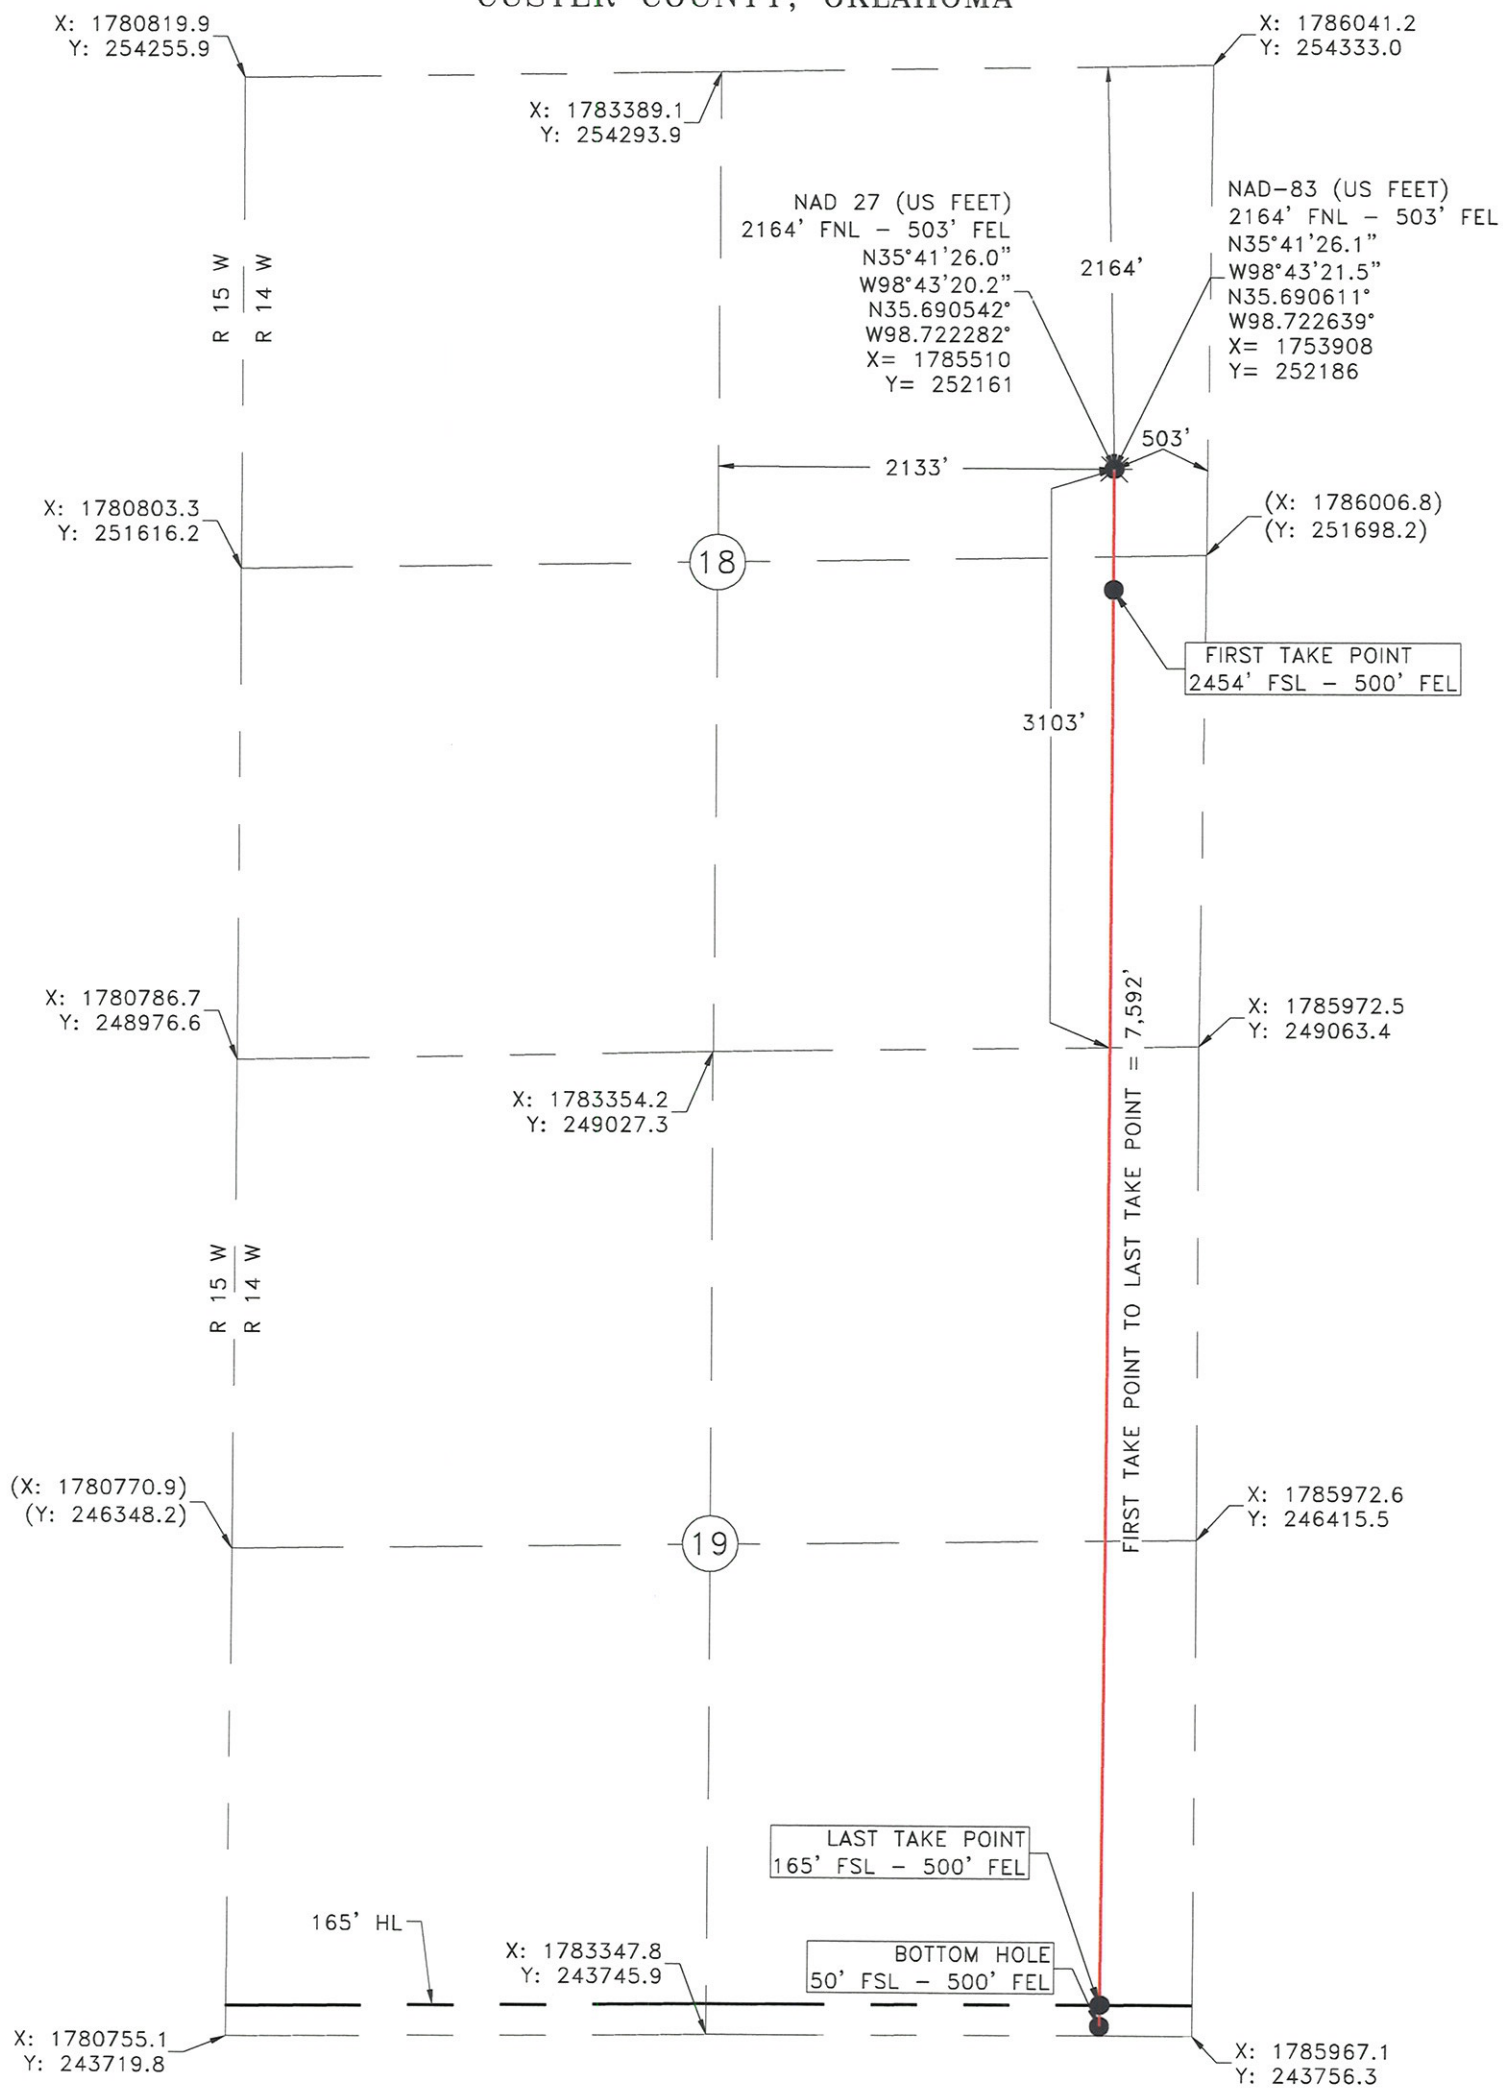 CUSTER COUNTY, OKLAHOMA
X: 1780819.9
Y: 254255.9
X: 1786041.2
Y: 254333.0
X: 1783389.1
Y: 254293.9
R 15 W
R 14 W
NAD 27 (US FEET)
2164' FNL - 503' FEL
N35°41'26.0"
W98°43'20.2"
N35.690542°
W98.722282°
X= 1785510
Y= 252161
2164'
NAD-83 (US FEET)
2164' FNL - 503' FEL
N35°41'26.1"
W98°43'21.5"
N35.690611°
W98.722639°
X= 1753908
Y= 252186
503'
2133'
X: 1780803.3
Y: 251616.2
(X: 1786006.8)
(Y: 251698.2)
18
FIRST TAKE POINT
2454' FSL - 500' FEL
3103'
X: 1780786.7
Y: 248976.6
X: 1785972.5
Y: 249063.4
X: 1783354.2
Y: 249027.3
FIRST TAKE POINT TO LAST TAKE POINT = 7,592'
R 15 W
R 14 W
(X: 1780770.9)
(Y: 246348.2)
X: 1785972.6
Y: 246415.5
19
LAST TAKE POINT
165' FSL - 500' FEL
165' HL
X: 1783347.8
Y: 243745.9
BOTTOM HOLE
50' FSL - 500' FEL
X: 1780755.1
Y: 243719.8
X: 1785967.1
Y: 243756.3